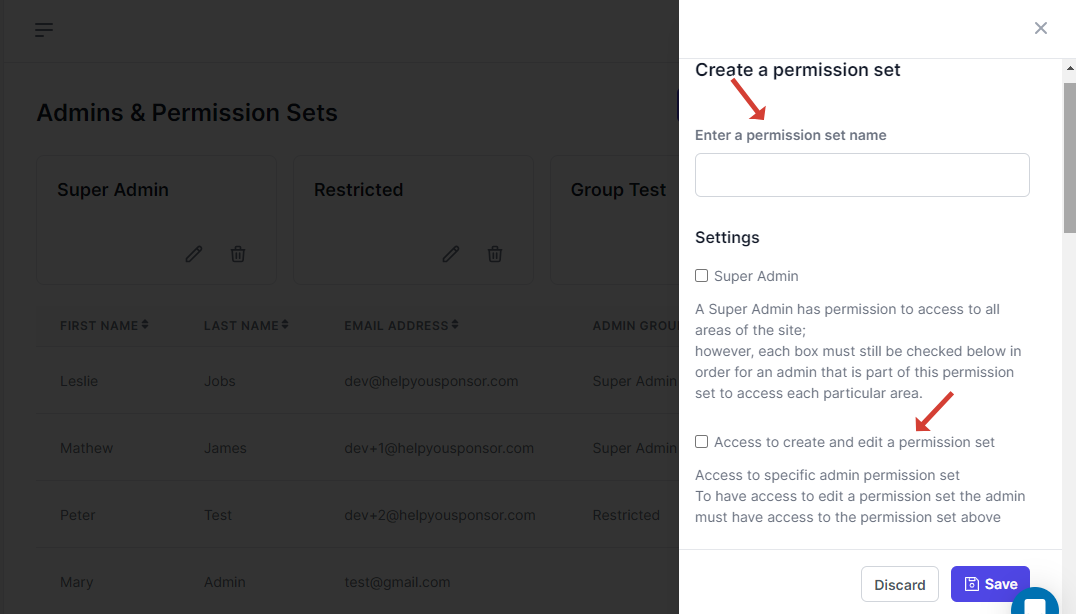 Create a permission set
Admins & Permission Sets
Enter a permission set name
Super Admin
Restricted
Group Test
Settings
Super Admin
A Super Admin has permission to access to all
areas of the site;
however, each box must still be checked below in
order for an admin that is part of this permission
set to access each particular area.
Access to create and edit a permission set
Access to specific admin permission set
To have access to edit a permission set the admin
must have access to the permission set above
Discard
Save
FIRST NAME LAST NAME EMAIL ADDRESS ADMIN GROU
Leslie Jobs dev@helpyousponsor.com Super Admin
Mathew James dev+1@helpyousponsor.com Super Admin
Peter Test dev+2@helpyousponsor.com Restricted
Mary Admin test@gmail.com